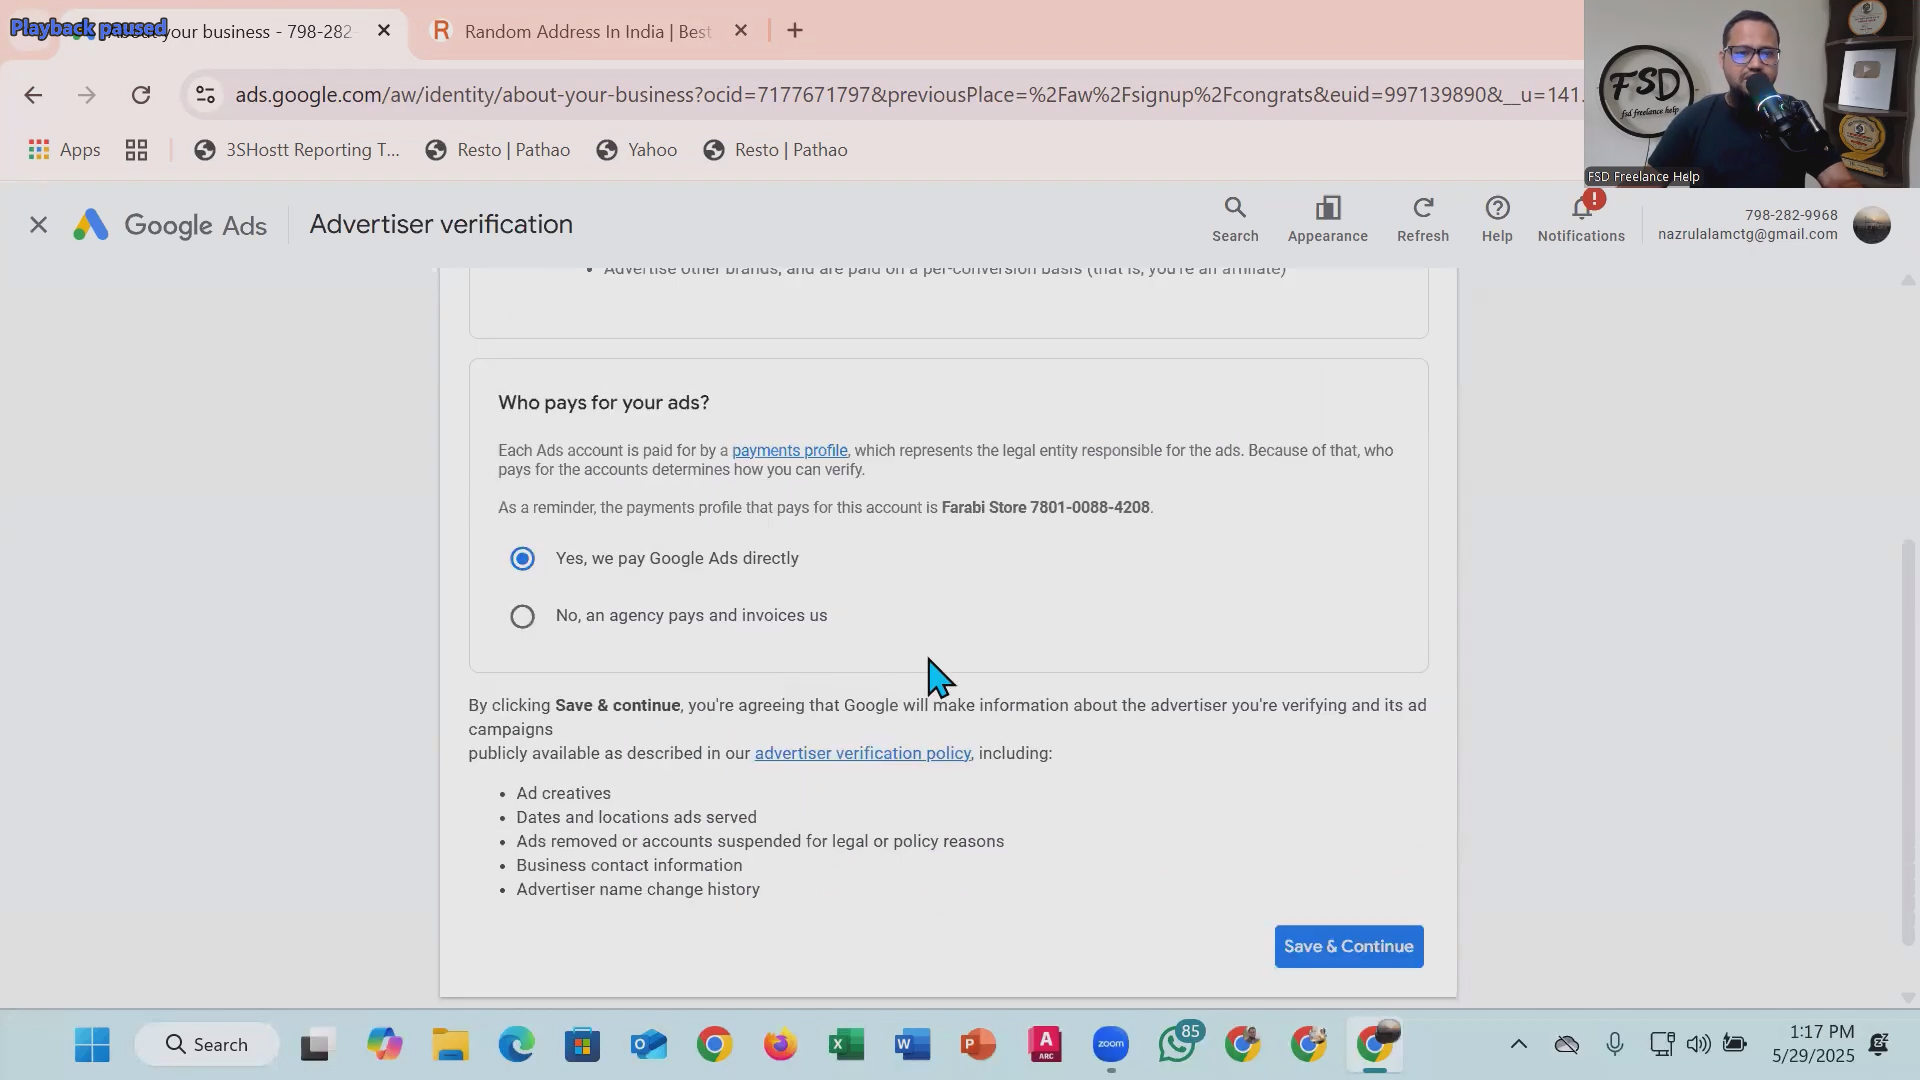 Playback paused
About your business - 798-282-
Random Address In India | Best
ads.google.com/aw/identity/about-your-business?ocid=7177671797&previousPlace=%2Faw%2Fsignup%2Fcongrats&euid=997139890&__u=141.
FSD
fsd freelance help
Apps
3SHostt Reporting T...
Resto | Pathao
Yahoo
Resto | Pathao
FSD Freelance Help
Google Ads
Advertiser verification
Search
Appearance
Refresh
Help
Notifications
798-282-9968
nazrulalamctg@gmail.com
• Advertise other brands, and are paid on a per-conversion basis (that is, you're an affiliate)
Who pays for your ads?
Each Ads account is paid for by a payments profile, which represents the legal entity responsible for the ads. Because of that, who
pays for the accounts determines how you can verify.
As a reminder, the payments profile that pays for this account is Farabi Store 7801-0088-4208.
Yes, we pay Google Ads directly
No, an agency pays and invoices us
By clicking Save & continue, you're agreeing that Google will make information about the advertiser you're verifying and its ad
campaigns
publicly available as described in our advertiser verification policy, including:
• Ad creatives
• Dates and locations ads served
• Ads removed or accounts suspended for legal or policy reasons
• Business contact information
• Advertiser name change history
Save & Continue
Search
zoom
85
1:17 PM
5/29/2025